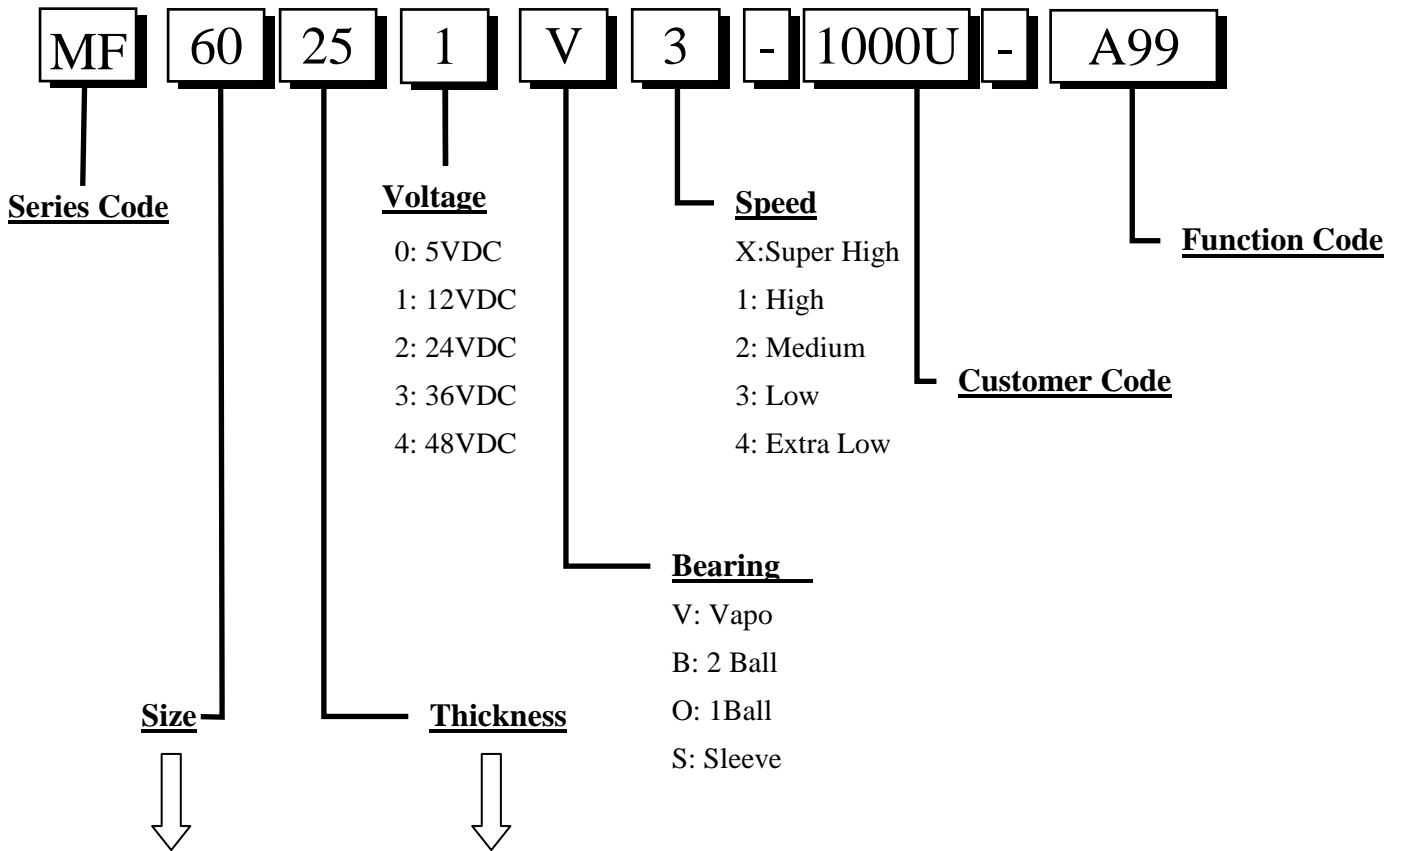 MF 60 25 1 V 3 - 1000U - A99
Series Code
Voltage
0: 5VDC
1: 12VDC
2: 24VDC
3: 36VDC
4: 48VDC
Speed
X:Super High
1: High
2: Medium
3: Low
4: Extra Low
Function Code
Customer Code
Bearing
V: Vapo
B: 2 Ball
O: 1Ball
S: Sleeve
Size
Thickness